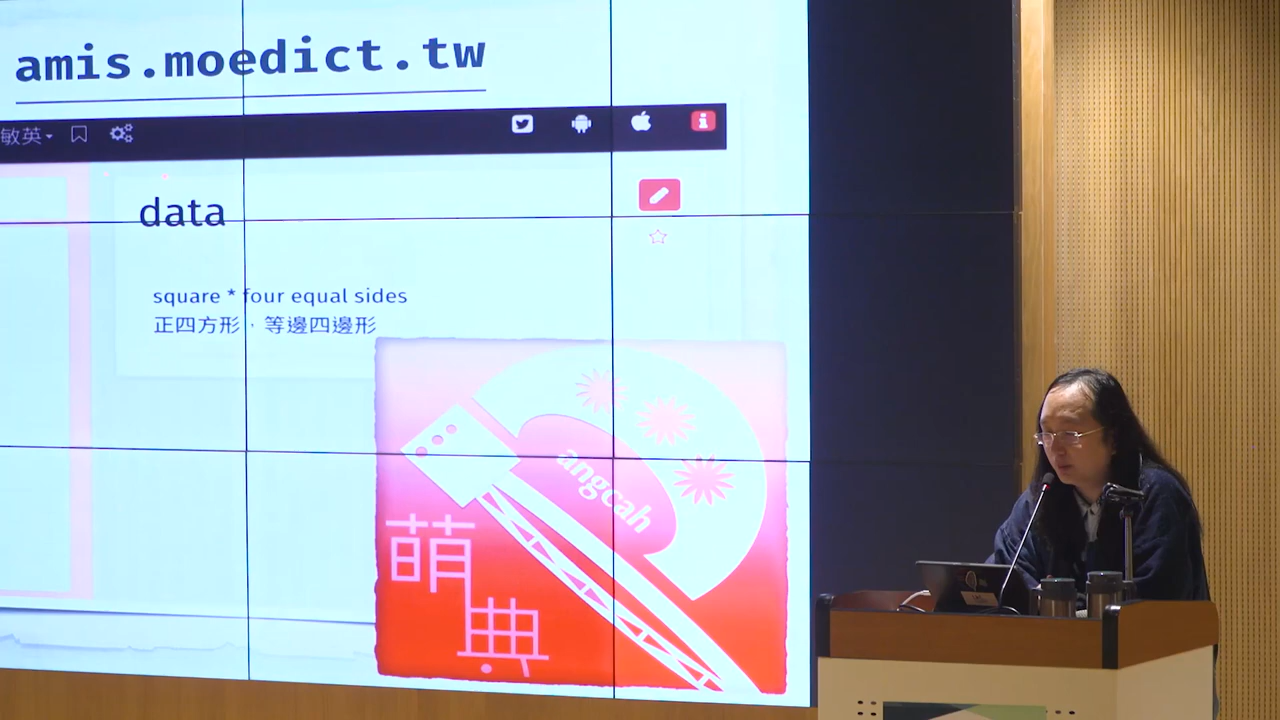 amis.moedict.tw
敏英
data
square * four equal sides
正四方形，等邊四邊形
angcah
萌典